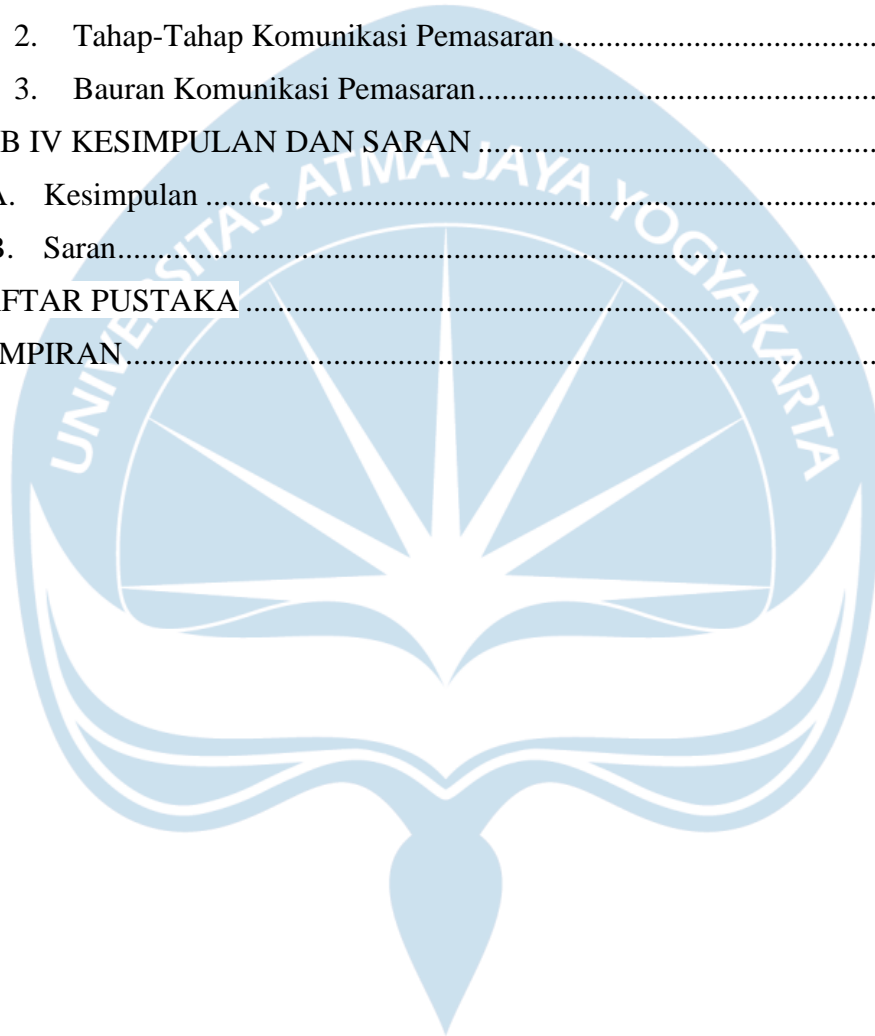 2. Tahap-Tahap Komunikasi Pemasaran........................................
3. Bauran Komunikasi Pemasaran..................................................
B IV KESIMPULAN DAN SARAN ..................................................
A. Kesimpulan ...................................................................................
B. Saran..............................................................................................
AFTAR PUSTAKA ..............................................................................
MPIRAN................................................................................................
UNIVERSITAS ATMA JAYA YOGYAKARTA